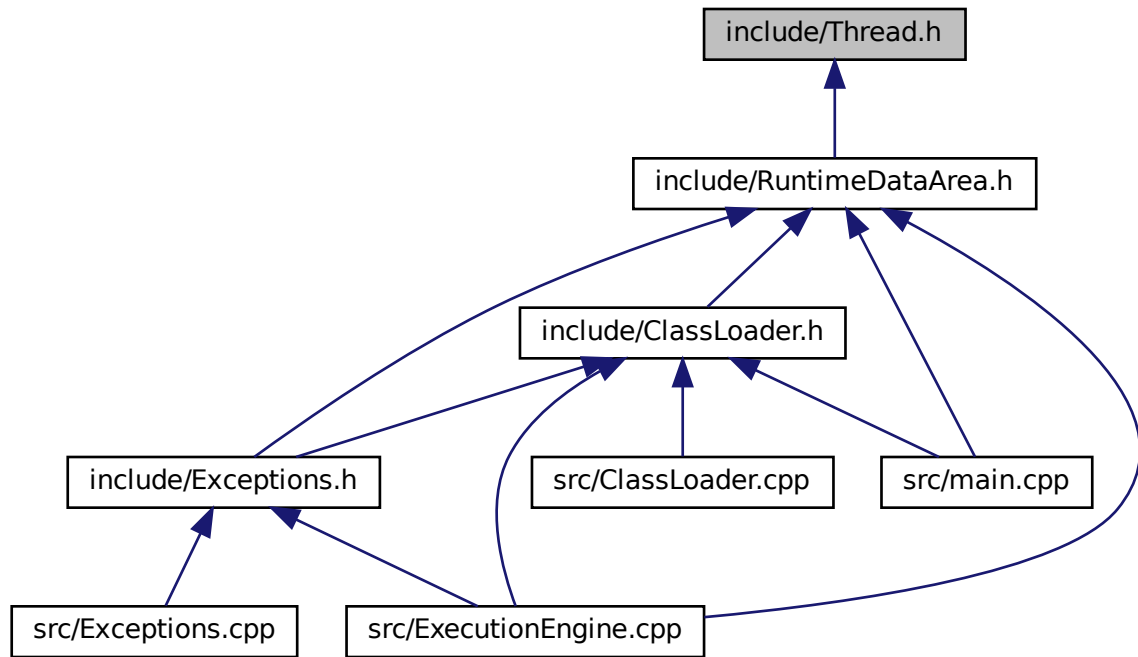 include/Thread.h
include/RuntimeDataArea.h
include/ClassLoader.h
include/Exceptions.h
src/ClassLoader.cpp
src/main.cpp
src/Exceptions.cpp
src/ExecutionEngine.cpp